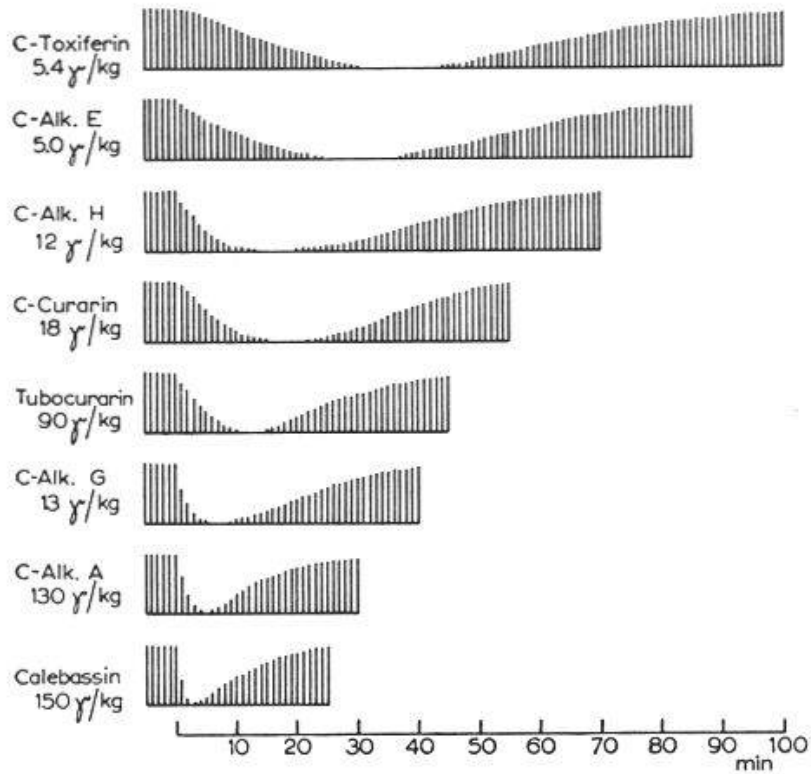 C-Toxiferin
5.4 γ/kg
C-Alk. E
5.0 γ/kg
C-Alk. H
12 γ/kg
C-Curarin
18 γ/kg
Tubocurarin
90 γ/kg
C-Alk. G
13 γ/kg
C-Alk. A
130 γ/kg
Calebassin
150 γ/kg
10 20 30 40 50 60 70 80 90 100
min